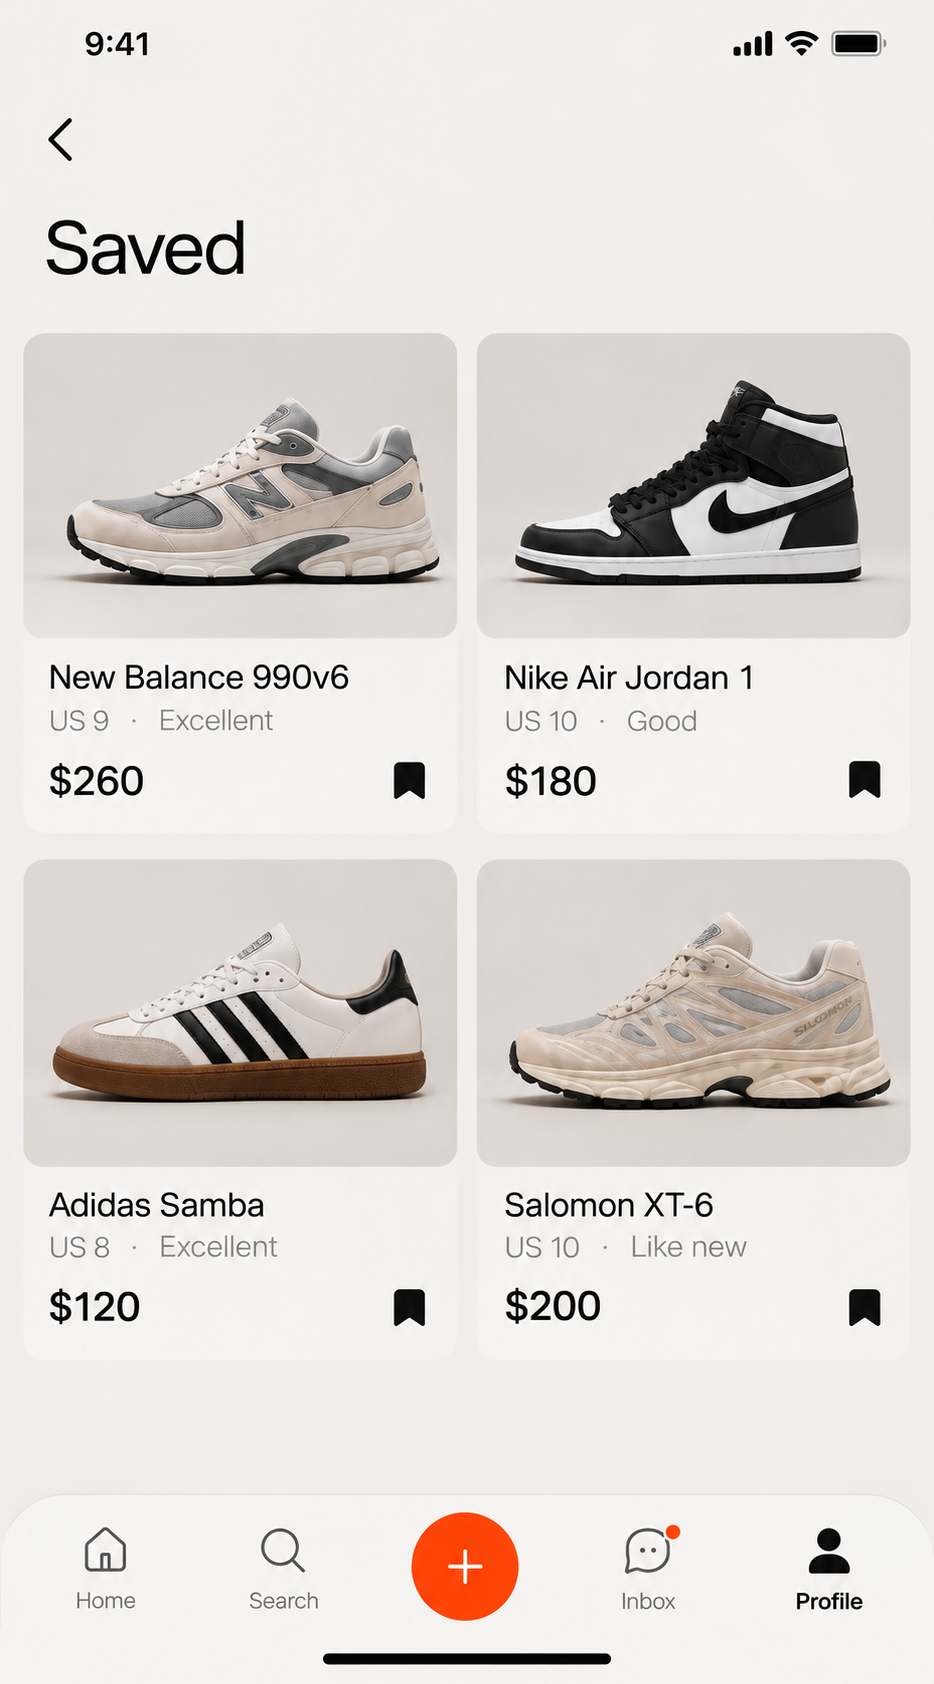 9:41
Saved
New Balance 990v6
US 9 · Excellent
$260
Nike Air Jordan 1
US 10 · Good
$180
Adidas Samba
US 8 · Excellent
$120
SALOMON
Salomon XT-6
US 10 · Like new
$200
Home
Search
Inbox
Profile